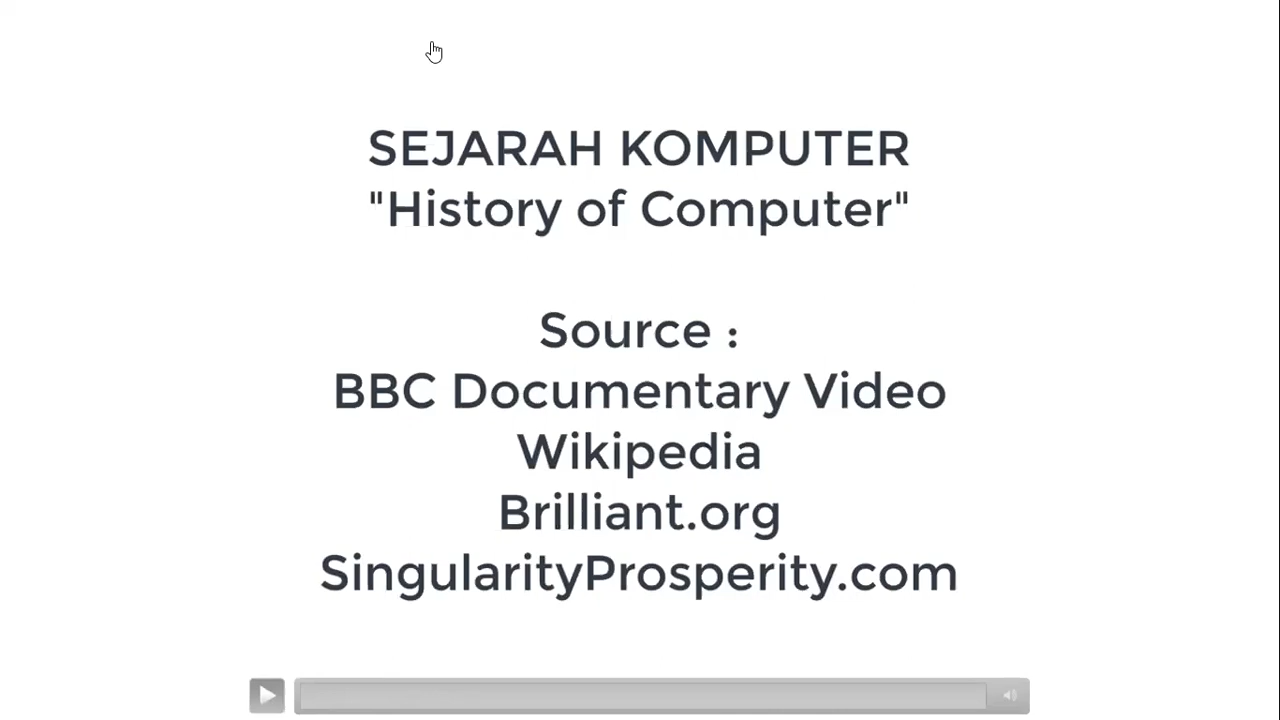 SEJARAH KOMPUTER
"History of Computer"
Source :
BBC Documentary Video
Wikipedia
Brilliant.org
SingularityProsperity.com